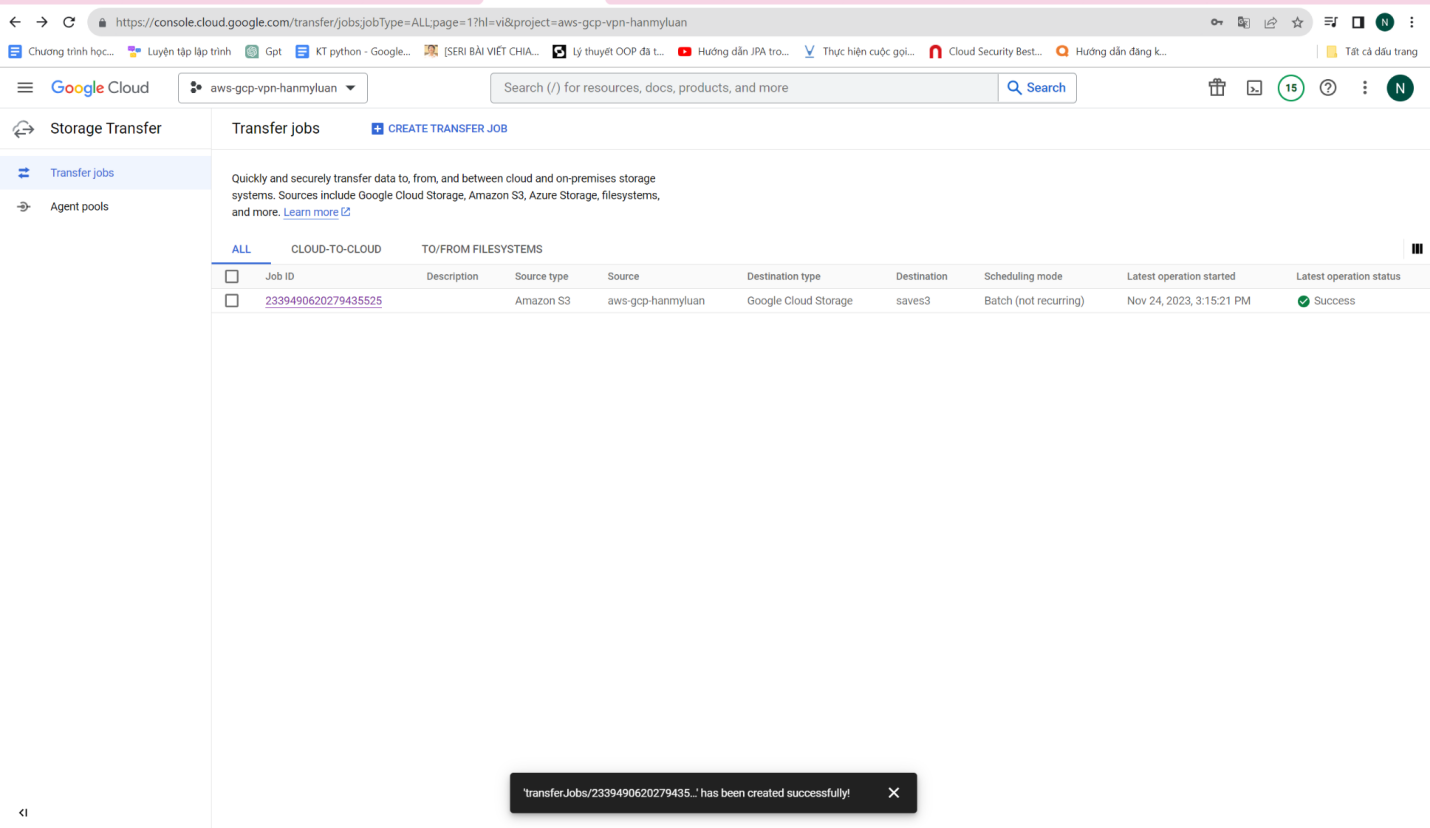 https://console.cloud.google.com/transfer/jobs;jobType=ALL;page=1?hl=vi&project=aws-gcp-vpn-hanmyluan
N
Chương trình học... Luyện tập lập trình Gpt KT python - Google... [SERI BÀI VIẾT CHIA... Lý thuyết OOP đã t... Hướng dẫn JPA tro... Thực hiện cuộc gọi... Cloud Security Best... Hướng dẫn đăng k... Tất cả dấu trang
Google Cloud aws-gcp-vpn-hanmyluan Search (/) for resources, docs, products, and more Search 15 N
Storage Transfer
Transfer jobs
Agent pools
Transfer jobs CREATE TRANSFER JOB
Quickly and securely transfer data to, from, and between cloud and on-premises storage
systems. Sources include Google Cloud Storage, Amazon S3, Azure Storage, filesystems,
and more. Learn more
ALL CLOUD-TO-CLOUD TO/FROM FILESYSTEMS
Job ID Description Source type Source Destination type Destination Scheduling mode Latest operation started Latest operation status
2339490620279435525 Amazon S3 aws-gcp-hanmyluan Google Cloud Storage saves3 Batch (not recurring) Nov 24, 2023, 3:15:21 PM Success
'transferJobs/2339490620279435...' has been created successfully!